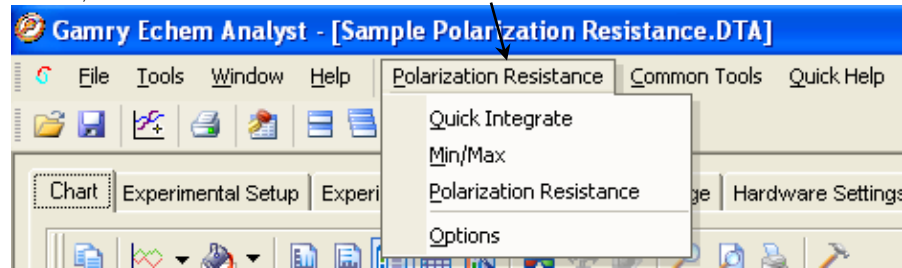 Gamry Echem Analyst - [Sample Polarization Resistance.DTA]
File Tools Window Help Polarization Resistance Common Tools Quick Help
Quick Integrate
Min/Max
Polarization Resistance
Options
Chart Experimental Setup Experi ge Hardware Settings